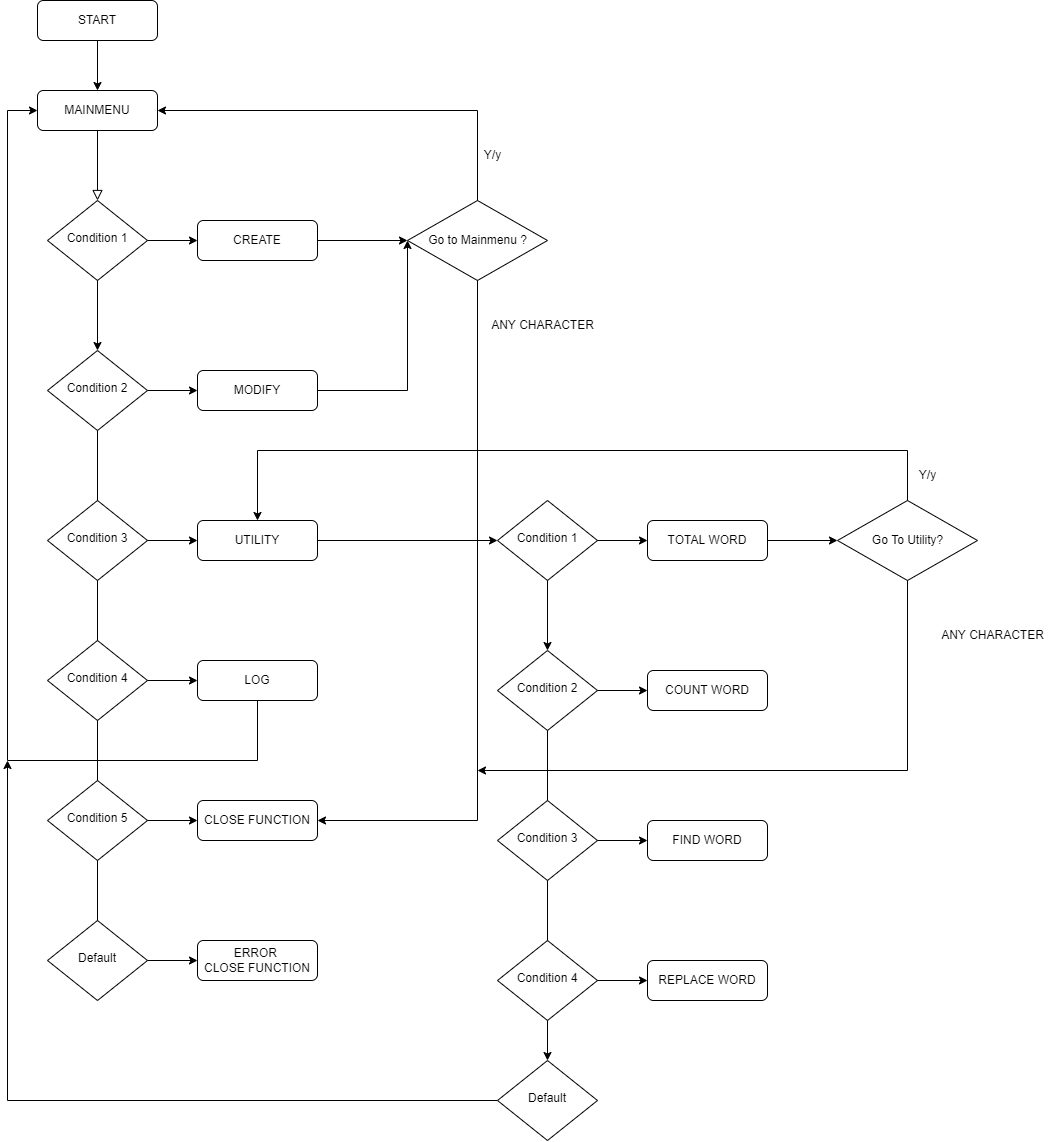 START
MAINMENU
Y/y
Condition 1
CREATE
Go to Mainmenu ?
ANY CHARACTER
Condition 2
MODIFY
Y/y
Condition 3
UTILITY
Condition 1
TOTAL WORD
Go To Utility?
ANY CHARACTER
Condition 4
LOG
Condition 2
COUNT WORD
Condition 5
CLOSE FUNCTION
Condition 3
FIND WORD
Default
ERROR
CLOSE FUNCTION
Condition 4
REPLACE WORD
Default